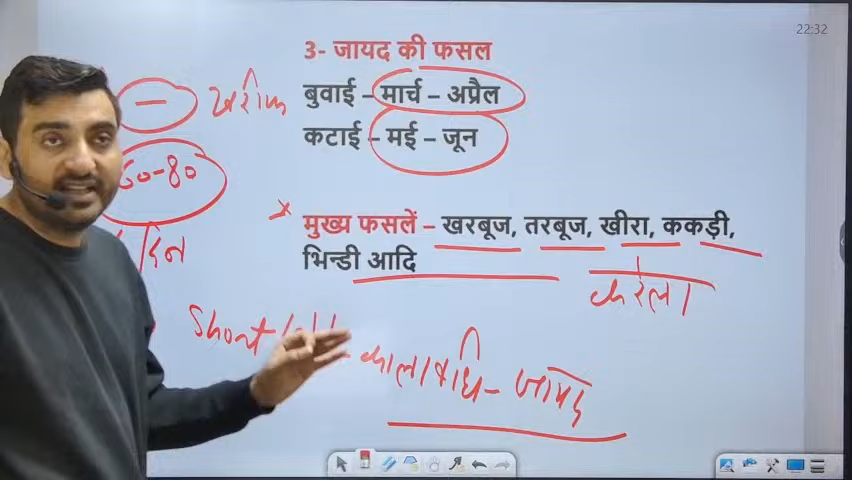 22:32
3- जायद की फसल
बुवाई – मार्च – अप्रैल
खरीफ
कटाई – मई – जून
60-80
दिन
मुख्य फसलें – खरबूज, तरबूज, खीरा, ककड़ी,
भिन्डी आदि
करेला
Short
कालावधि – जायद